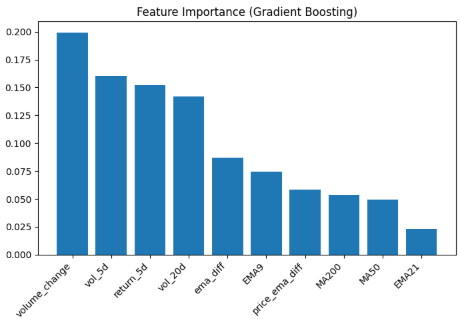 Feature Importance (Gradient Boosting)
0.200
0.175
0.150
0.125
0.100
0.075
0.050
0.025
0.000
volume_change
vol_5d
return_5d
vol_20d
ema_diff
EMA9
price_ema_diff
MA200
MA50
EMA21